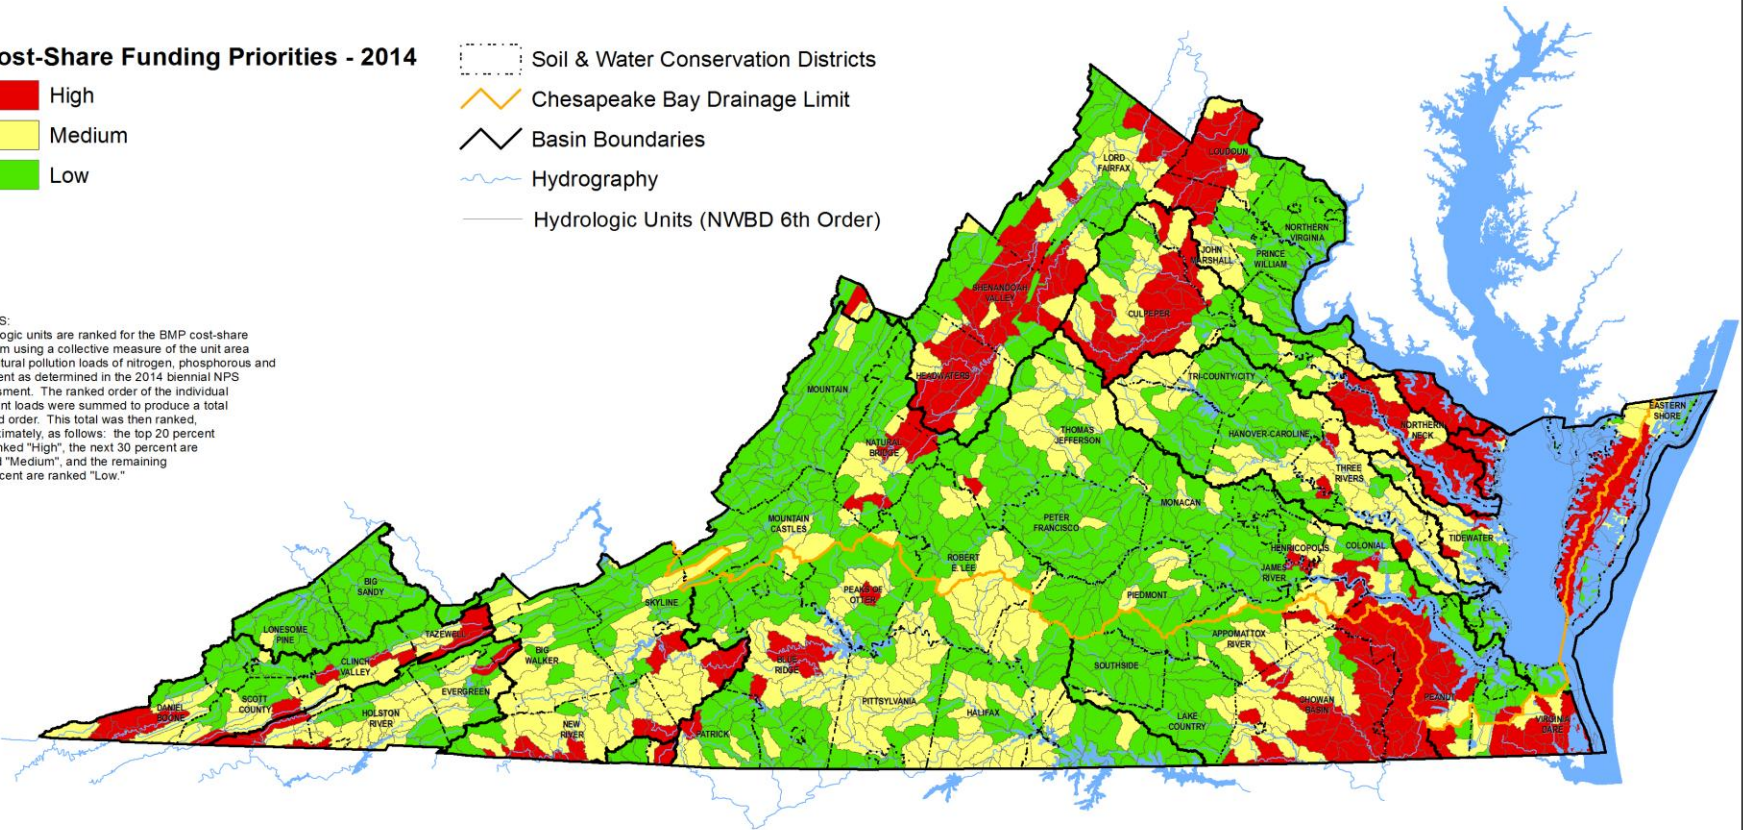 ost-Share Funding Priorities - 2014
High
Medium
Low
Soil & Water Conservation Districts
Chesapeake Bay Drainage Limit
Basin Boundaries
Hydrography
Hydrologic Units (NWBD 6th Order)
S:
logic units are ranked for the BMP cost-share
m using a collective measure of the unit area
tural pollution loads of nitrogen, phosphorous and
ent as determined in the 2014 biennial NPS
sment. The ranked order of the individual
nt loads were summed to produce a total
d order. This total was then ranked,
ximately, as follows: the top 20 percent
nked "High", the next 30 percent are
d "Medium", and the remaining
cent are ranked "Low."
LORD
FAIRFAX
LOUDOUN
NORTHERN
VIRGINIA
JOHN
MARSHALL
PRINCE
WILLIAM
SHENANDOAH
VALLEY
CULPEPER
HEADWATERS
TRI-COUNTY/CITY
MOUNTAIN
EASTERN
SHORE
THOMAS
JEFFERSON
HANOVER-CAROLINE
NORTHERN
NECK
NATURAL
BRIDGE
THREE
RIVERS
MONACAN
MOUNTAIN
CASTLES
PETER
FRANCISCO
TIDEWATER
HENRICOPOLIS
COLONIAL
ROBERT
E. LEE
JAMES
RIVER
BIG
SANDY
PEAKS OF
OTTER
PIEDMONT
SKYLINE
LONESOME
PINE
TAZEWELL
APPOMATTOX
RIVER
BIG
WALKER
CLINCH
VALLEY
BLUE
RIDGE
SOUTHSIDE
EVERGREEN
SCOTT
COUNTY
PITTSYLVANIA
CHOWAN
BASIN
PEANUT
DANIEL
BOONE
HOLSTON
RIVER
HALIFAX
LAKE
COUNTRY
NEW
RIVER
PATRICK
VIRGINIA
DARE